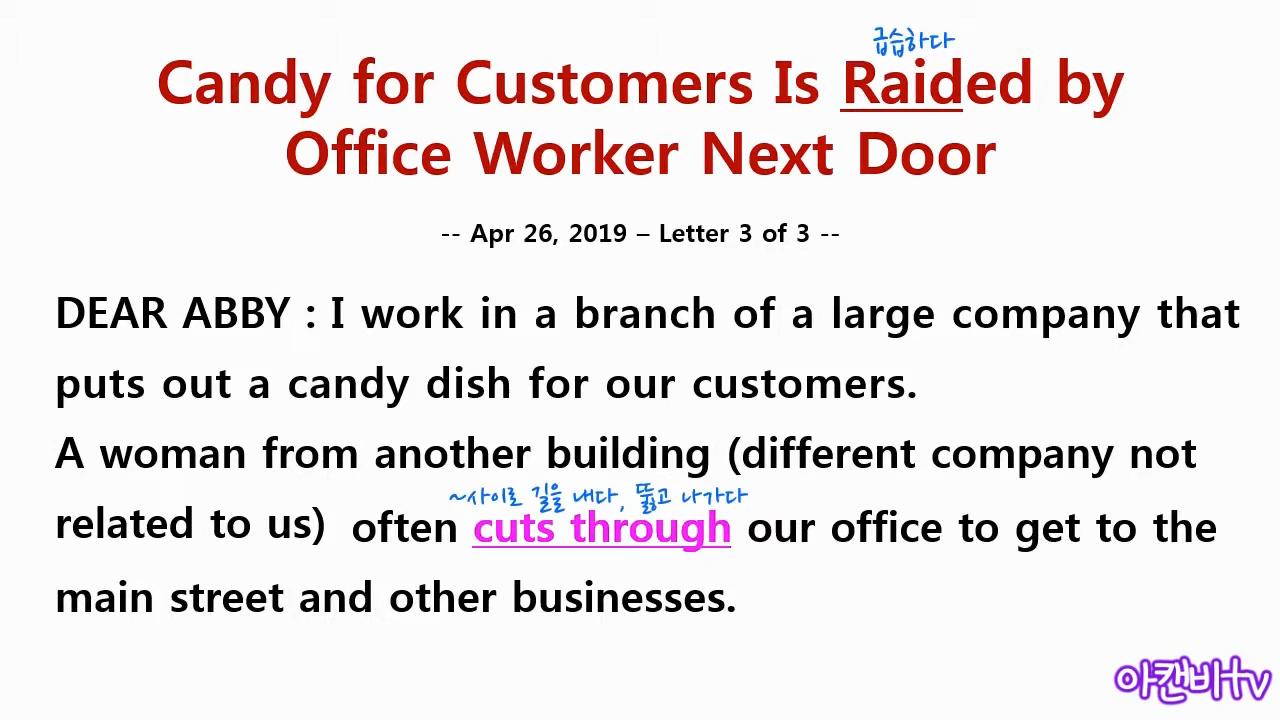 급습하다
Candy for Customers Is Raided by
Office Worker Next Door
-- Apr 26, 2019 – Letter 3 of 3 --
DEAR ABBY : I work in a branch of a large company that
puts out a candy dish for our customers.
A woman from another building (different company not
~사이로 길을 내다, 뚫고 나가다
related to us) often cuts through our office to get to the
main street and other businesses.
아캔비tv